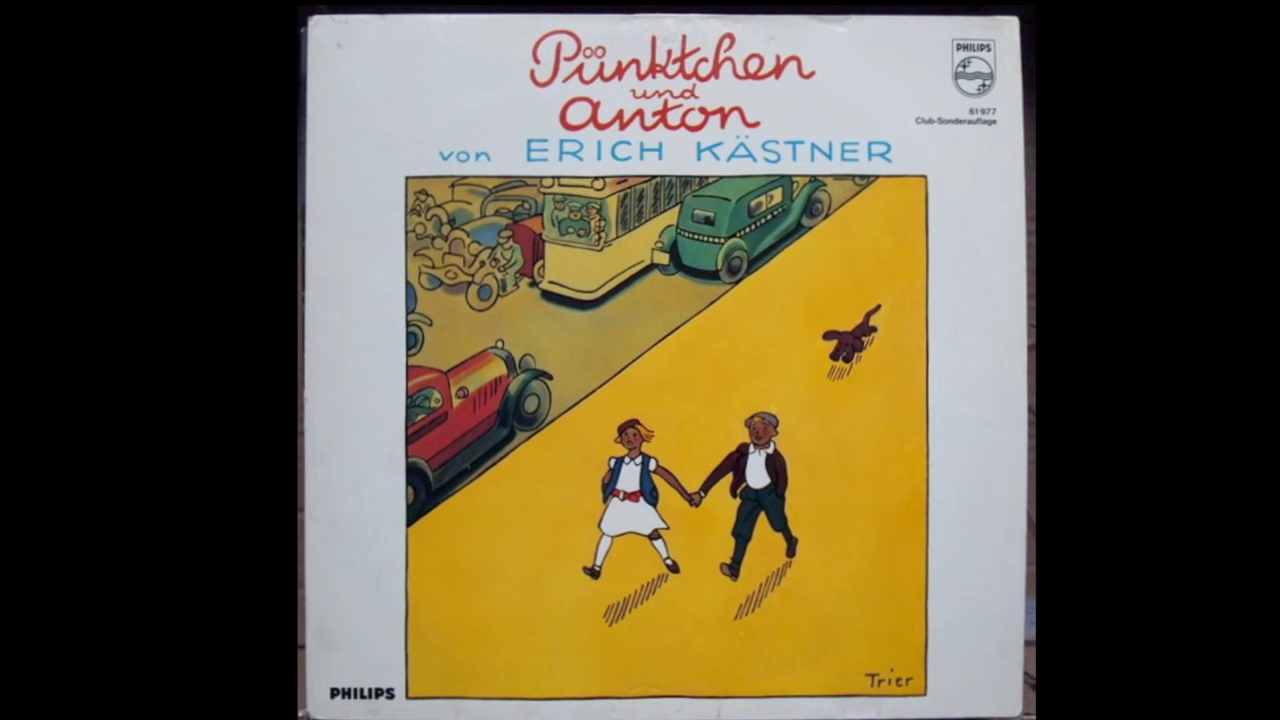 Pünktchen
und
Anton
von ERICH KÄSTNER
PHILIPS
61 977
Club-Sonderauflage
Trier
PHILIPS